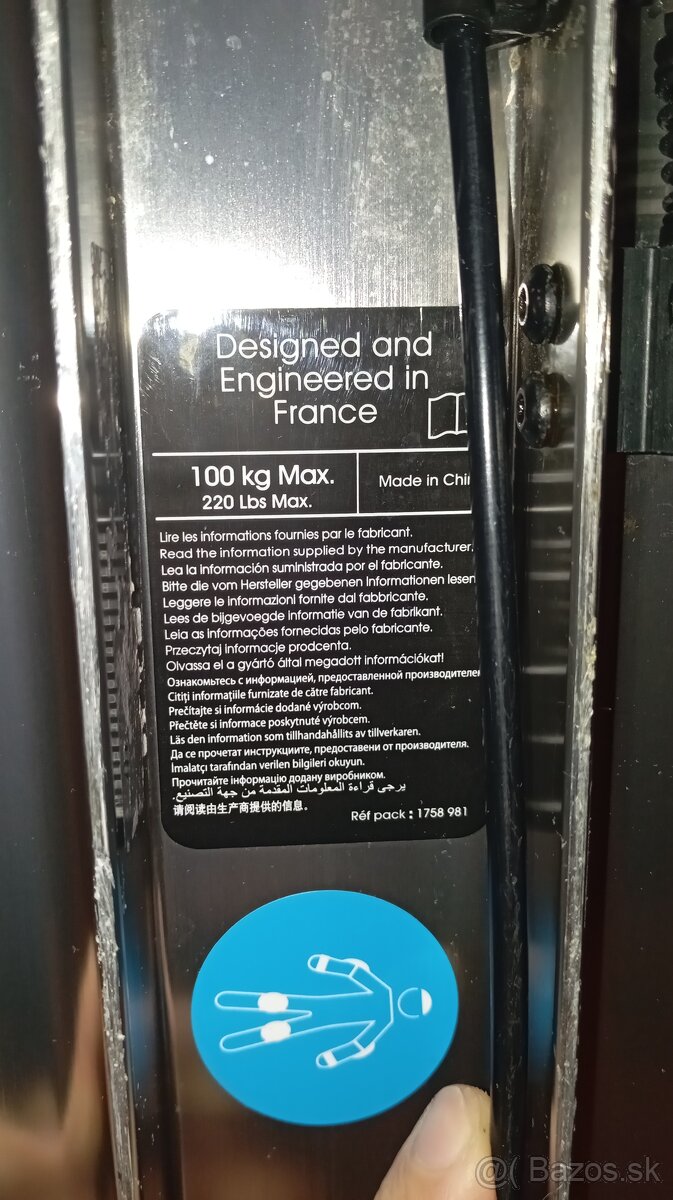 Designed and
Engineered in
France
100 kg Max.
220 Lbs Max.
Made in Chi
Lire les informations fournies par le fabricant.
Read the information supplied by the manufacturer.
Lea la información suministrada por el fabricante.
Bitte die vom Hersteller gegebenen Informationen lesen
Leggere le informazioni fornite dal fabbricante.
Lees de bijgevoegde informatie van de fabrikant.
Leia as informações fornecidas pelo fabricante.
Przeczytaj informacje prodcenta.
Olvassa el a gyártó által megadott információkat!
Ознакомьтесь с информацией, предоставленной производителем
Citiți informațiile furnizate de către fabricant.
Prečítajte si informácie dodané výrobcom.
Přečtěte si informace poskytnuté výrobcem.
Läs den information som tillhandahållits av tillverkaren.
Да се прочетат инструкциите, предоставени от производителя.
İmalatçı tarafından verilen bilgileri okuyun.
Прочитайте інформацію додану виробником.
يرجى قراءة المعلومات المقدمة من جهة التصنيع.
请阅读由生产商提供的信息。
Réf pack : 1758 981
@( Bazos.sk